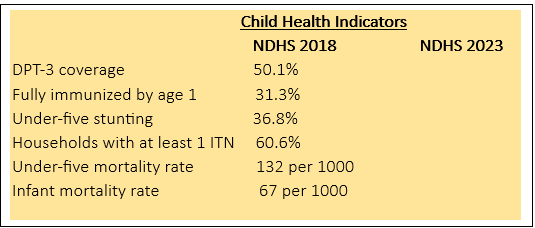 Child Health Indicators
NDHS 2018 NDHS 2023
DPT-3 coverage 50.1%
Fully immunized by age 1 31.3%
Under-five stunting 36.8%
Households with at least 1 ITN 60.6%
Under-five mortality rate 132 per 1000
Infant mortality rate 67 per 1000